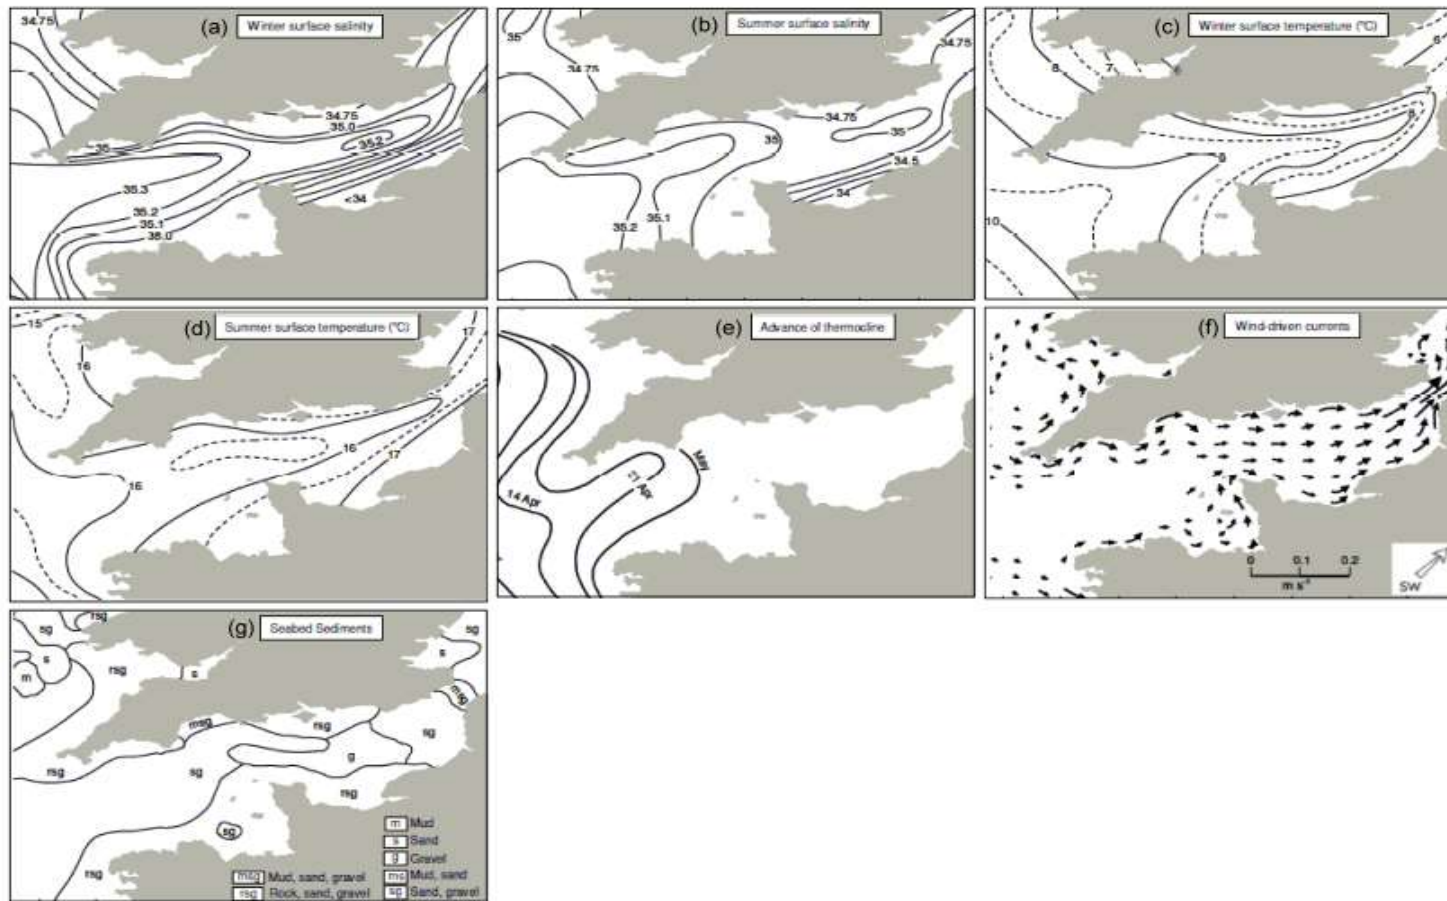 (a) Winter surface salinity
34.75
34.75
35.0
35
35.2
35.3
<34
35.2
35.1
38.0
(b) Summer surface salinity
35
34.75
34.75
34.75
35
35
34.5
34
35.1
35.2
(c) Winter surface temperature (°C)
8
7
6
6
7
8
9
10
(d) Summer surface temperature (°C)
15
16
17
16
17
16
(e) Advance of thermocline
May
21 Apr
14 Apr
(f) Wind-driven currents
0 0.1 0.2
m s⁻¹
SW
(g) Seabed Sediments
sg
rsg
sg
s
m
rsg
s
s
msg
msg
rsg
sg
rsg
sg
g
rsg
sg
rsg
m Mud
s Sand
g Gravel
msg Mud, sand, gravel
ms Mud, sand
rsg Rock, sand, gravel
sg Sand, gravel